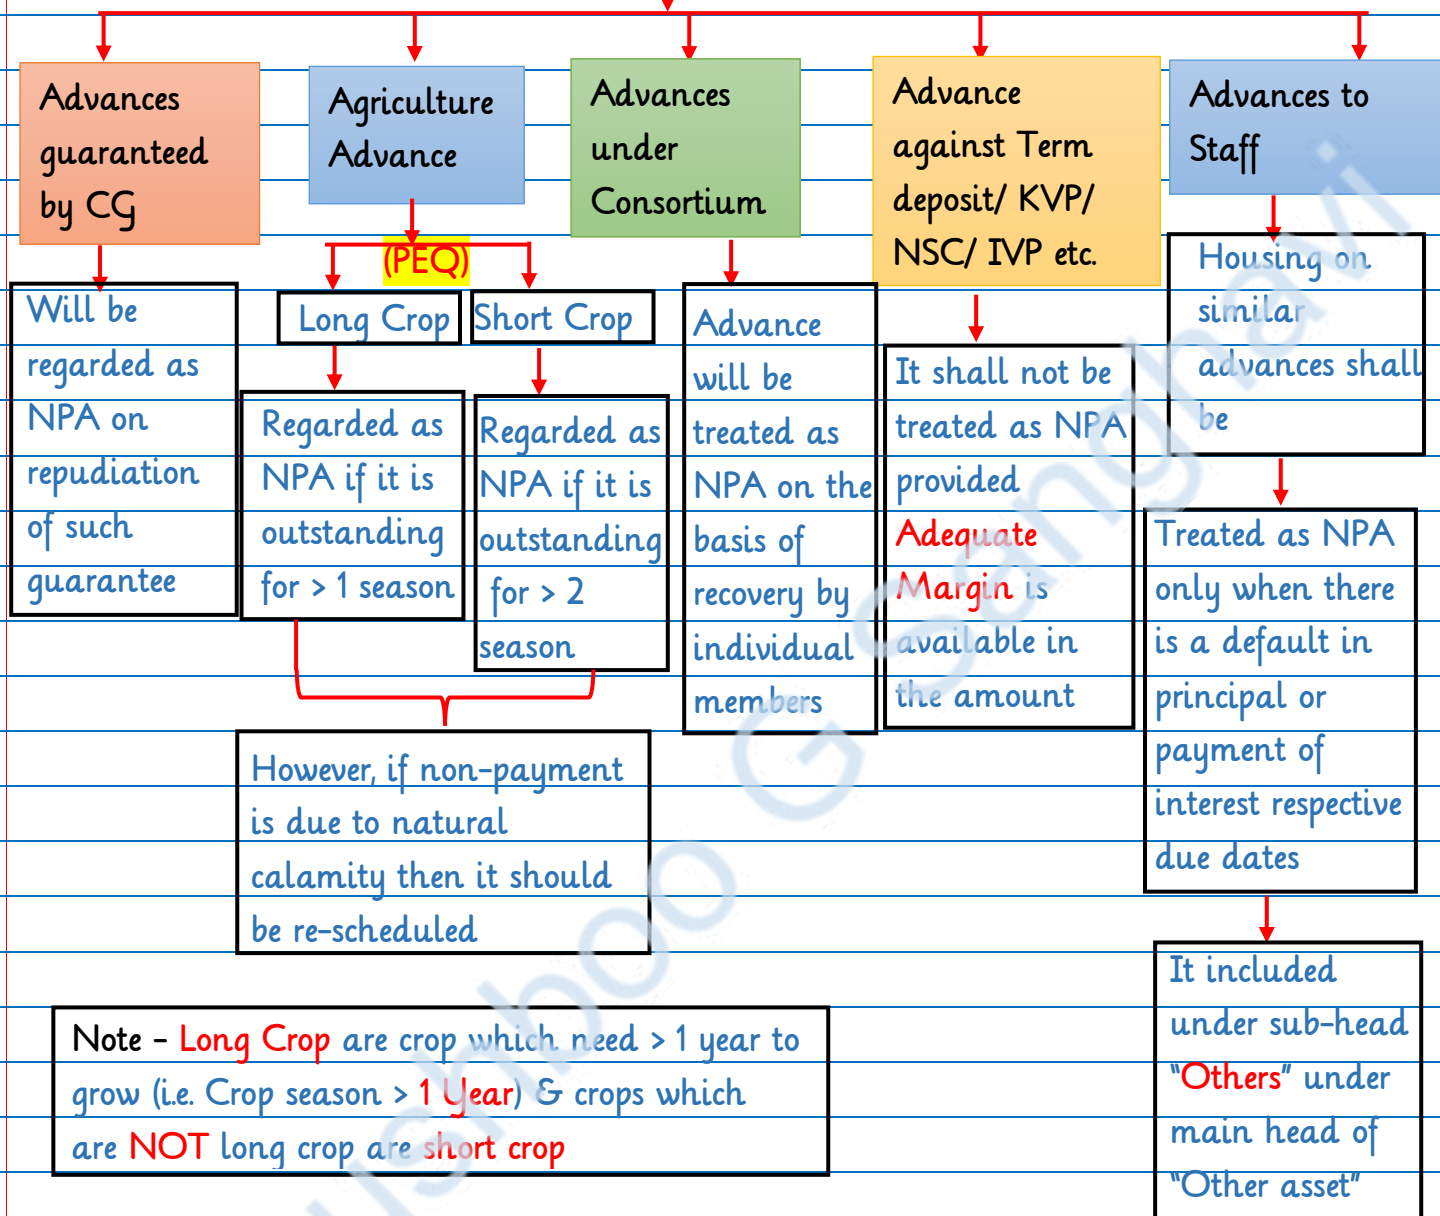 Advances
guaranteed
by CG
Will be
regarded as
NPA on
repudiation
of such
guarantee
Agriculture
Advance
(PEQ)
Long Crop
Regarded as
NPA if it is
outstanding
for > 1 season
Short Crop
Regarded as
NPA if it is
outstanding
for > 2
season
However, if non-payment
is due to natural
calamity then it should
be re-scheduled
Advances
under
Consortium
Advance
will be
treated as
NPA on the
basis of
recovery by
individual
members
Advance
against Term
deposit/ KVP/
NSC/ IVP etc.
It shall not be
treated as NPA
provided
Adequate
Margin is
available in
the amount
Advances to
Staff
Housing on
similar
advances shall
be
Treated as NPA
only when there
is a default in
principal or
payment of
interest respective
due dates
It included
under sub-head
"Others" under
main head of
"Other asset"
Note - Long Crop are crop which need > 1 year to
grow (i.e. Crop season > 1 Year) & crops which
are NOT long crop are short crop
ushboo G Sanghavi